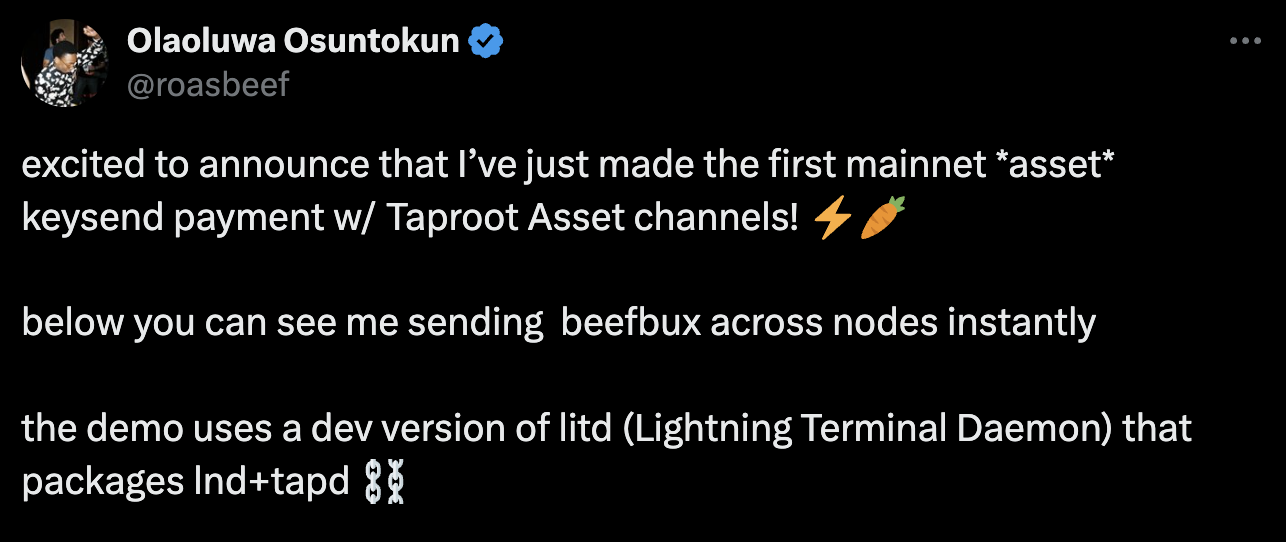 Olaoluwa Osuntokun
@roasbeef
excited to announce that I’ve just made the first mainnet *asset*
keysend payment w/ Taproot Asset channels! ⚡🥕
below you can see me sending  beefbux across nodes instantly
the demo uses a dev version of litd (Lightning Terminal Daemon) that
packages lnd+tapd ⛓️